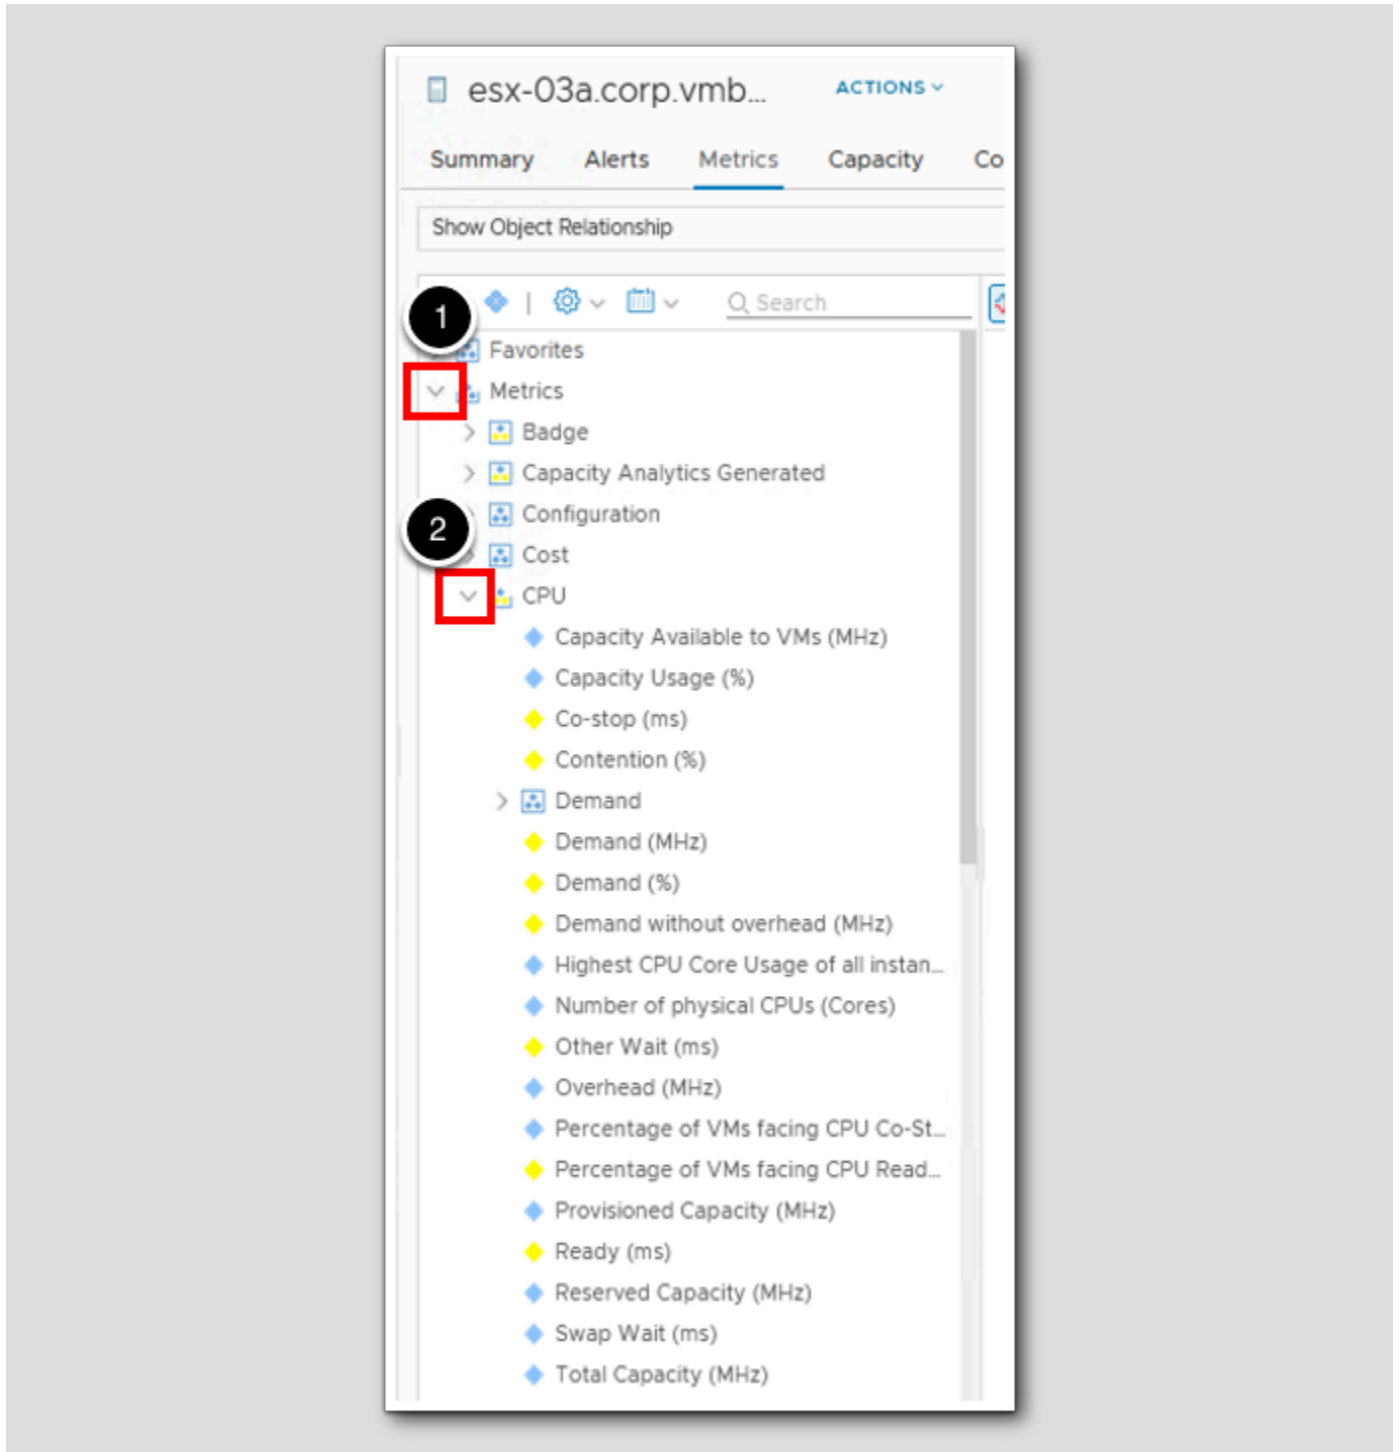 esx-03a.corp.vmb... ACTIONS
Summary Alerts Metrics Capacity Co
Show Object Relationship
Search
1
Favorites
Metrics
Badge
Capacity Analytics Generated
Configuration
2
Cost
CPU
Capacity Available to VMs (MHz)
Capacity Usage (%)
Co-stop (ms)
Contention (%)
Demand
Demand (MHz)
Demand (%)
Demand without overhead (MHz)
Highest CPU Core Usage of all instan...
Number of physical CPUs (Cores)
Other Wait (ms)
Overhead (MHz)
Percentage of VMs facing CPU Co-St...
Percentage of VMs facing CPU Read...
Provisioned Capacity (MHz)
Ready (ms)
Reserved Capacity (MHz)
Swap Wait (ms)
Total Capacity (MHz)